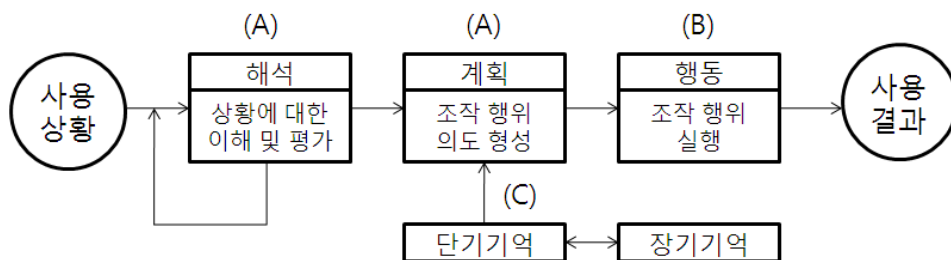 (A)
(A)
(B)
사용
상황
해석
상황에 대한
이해 및 평가
계획
조작 행위
의도 형성
행동
조작 행위
실행
사용
결과
(C)
단기기억
장기기억